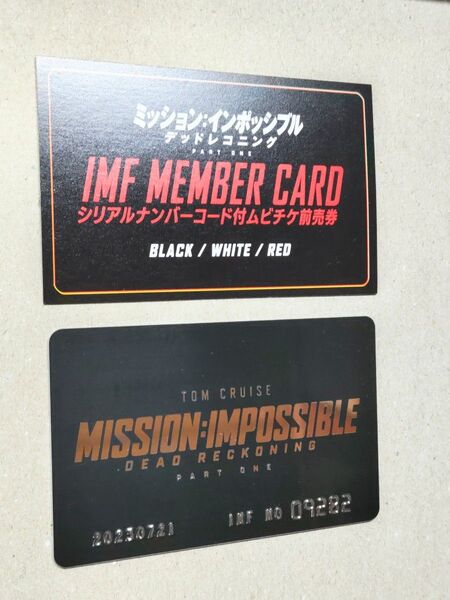 ミッション:インポッシブル
デッドレコニング
PART ONE
IMF MEMBER CARD
シリアルナンバーコード付ムビチケ前売券
BLACK / WHITE / RED
TOM CRUISE
MISSION:IMPOSSIBLE
DEAD RECKONING
PART ONE
20230721 IMF NO 09282